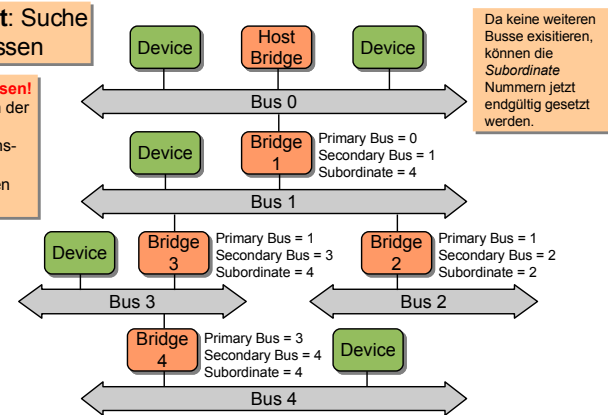 t: Suche
ssen
sen!
n der
ns-
en
Da keine weiteren
Busse exisitieren,
können die
Subordinate
Nummern jetzt
endgültig gesetzt
werden.
Device
Host
Bridge
Device
Bus 0
Device
Bridge
1
Primary Bus = 0
Secondary Bus = 1
Subordinate = 4
Bus 1
Device
Bridge
3
Primary Bus = 1
Secondary Bus = 3
Subordinate = 4
Bridge
2
Primary Bus = 1
Secondary Bus = 2
Subordinate = 2
Bus 3
Bus 2
Bridge
4
Primary Bus = 3
Secondary Bus = 4
Subordinate = 4
Device
Bus 4